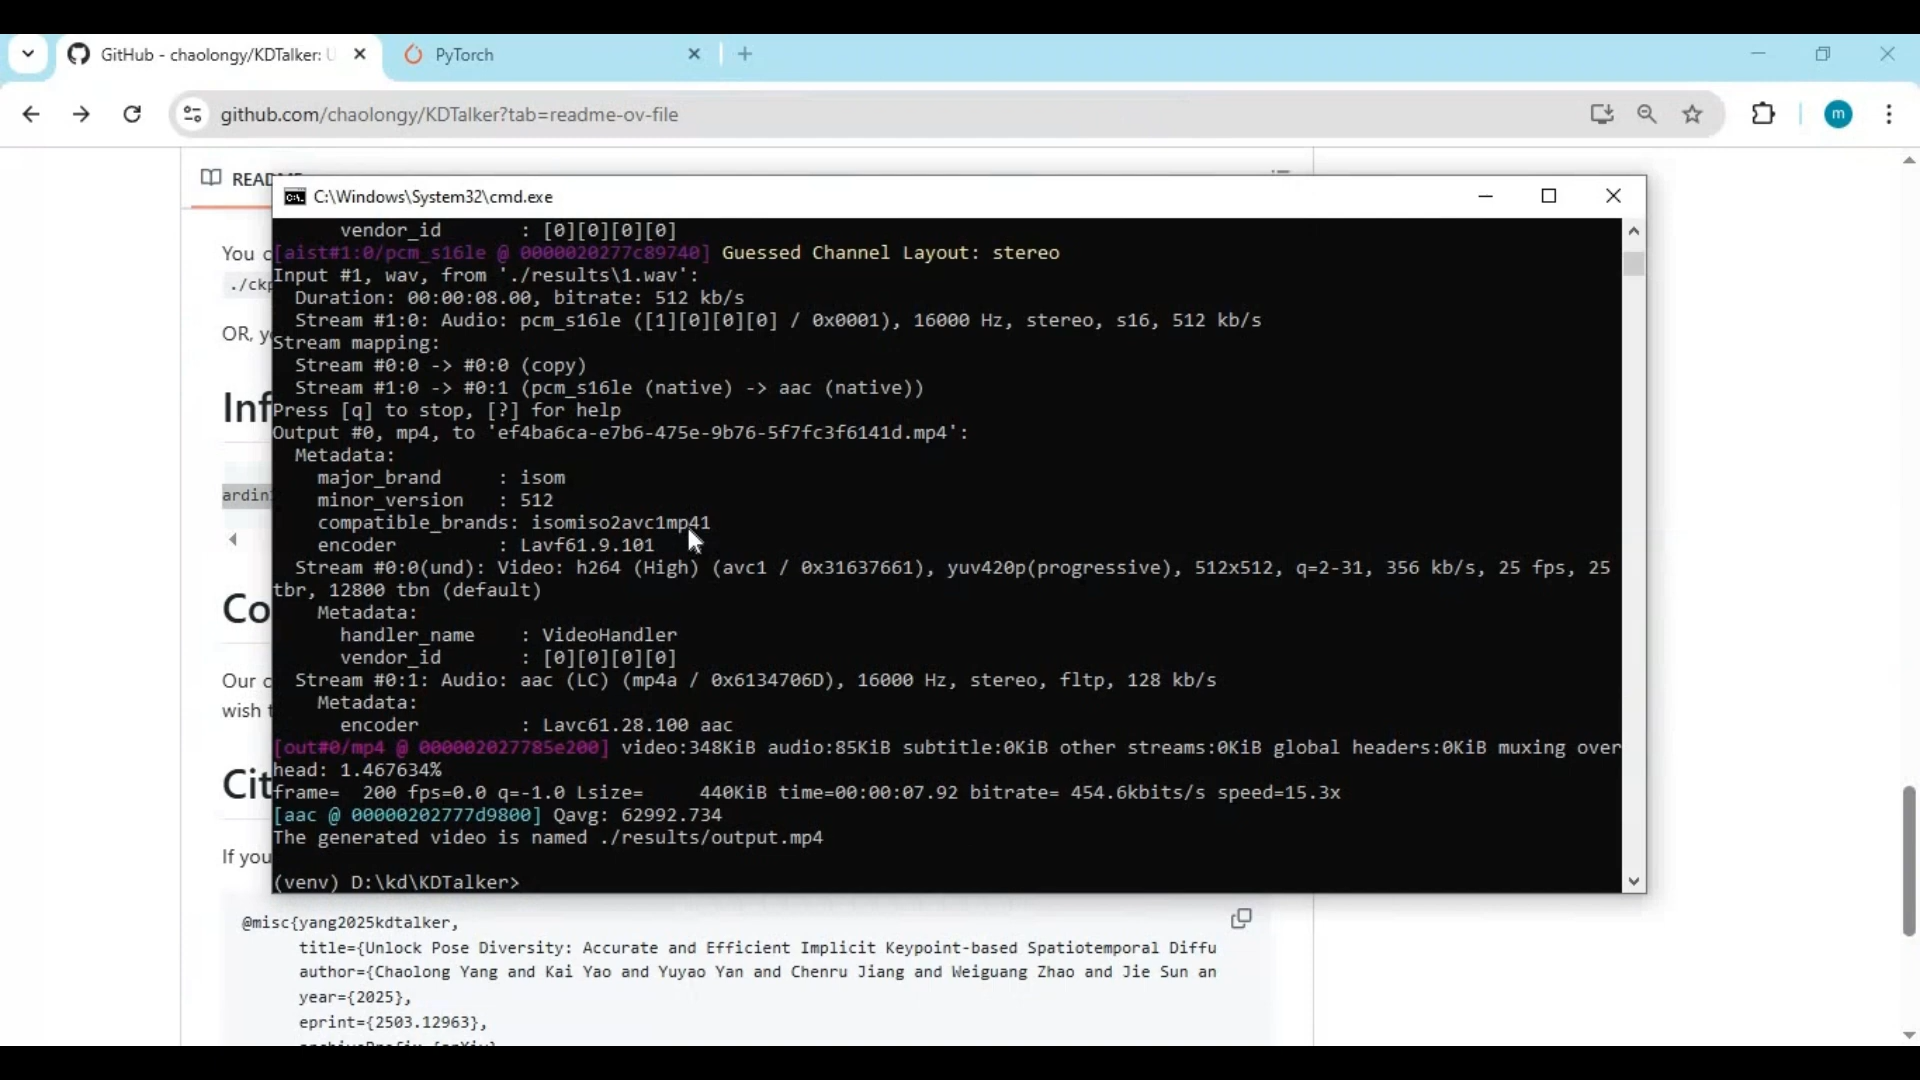 GitHub - chaolongy/KDTalker: U
PyTorch
github.com/chaolongy/KDTalker?tab=readme-ov-file
m
C:\Windows\System32\cmd.exe
vendor_id : [0][0][0][0]
[aist#1:0/pcm_s16le @ 0000020277c89740] Guessed Channel Layout: stereo
Input #1, wav, from './results\1.wav':
Duration: 00:00:08.00, bitrate: 512 kb/s
Stream #1:0: Audio: pcm_s16le ([1][0][0][0] / 0x0001), 16000 Hz, stereo, s16, 512 kb/s
Stream mapping:
Stream #0:0 -> #0:0 (copy)
Stream #1:0 -> #0:1 (pcm_s16le (native) -> aac (native))
Press [q] to stop, [?] for help
Output #0, mp4, to 'ef4ba6ca-e7b6-475e-9b76-5f7fc3f6141d.mp4':
Metadata:
major_brand : isom
minor_version : 512
compatible_brands: isomiso2avc1mp41
encoder : Lavf61.9.101
Stream #0:0(und): Video: h264 (High) (avc1 / 0x31637661), yuv420p(progressive), 512x512, q=2-31, 356 kb/s, 25 fps, 25
tbr, 12800 tbn (default)
Metadata:
handler_name : VideoHandler
vendor_id : [0][0][0][0]
Stream #0:1: Audio: aac (LC) (mp4a / 0x6134706D), 16000 Hz, stereo, fltp, 128 kb/s
Metadata:
encoder : Lavc61.28.100 aac
[out#0/mp4 @ 000002027785e200] video:348KiB audio:85KiB subtitle:0KiB other streams:0KiB global headers:0KiB muxing over
head: 1.467634%
frame= 200 fps=0.0 q=-1.0 Lsize= 440KiB time=00:00:07.92 bitrate= 454.6kbits/s speed=15.3x
[aac @ 00000202777d9800] Qavg: 62992.734
The generated video is named ./results/output.mp4
(venv) D:\kd\KDTalker>
You c
./ckp
OR, y
Inf
ardin
Co
Our c
wish t
Cit
If you
@misc{yang2025kdtalker,
title={Unlock Pose Diversity: Accurate and Efficient Implicit Keypoint-based Spatiotemporal Diffu
author={Chaolong Yang and Kai Yao and Yuyao Yan and Chenru Jiang and Weiguang Zhao and Jie Sun an
year={2025},
eprint={2503.12963},